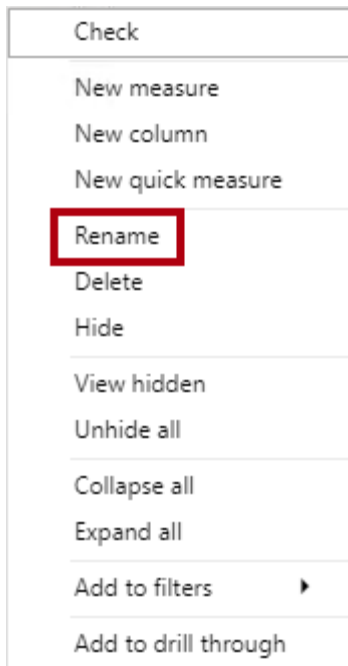 Check
New measure
New column
New quick measure
Rename
Delete
Hide
View hidden
Unhide all
Collapse all
Expand all
Add to filters
Add to drill through